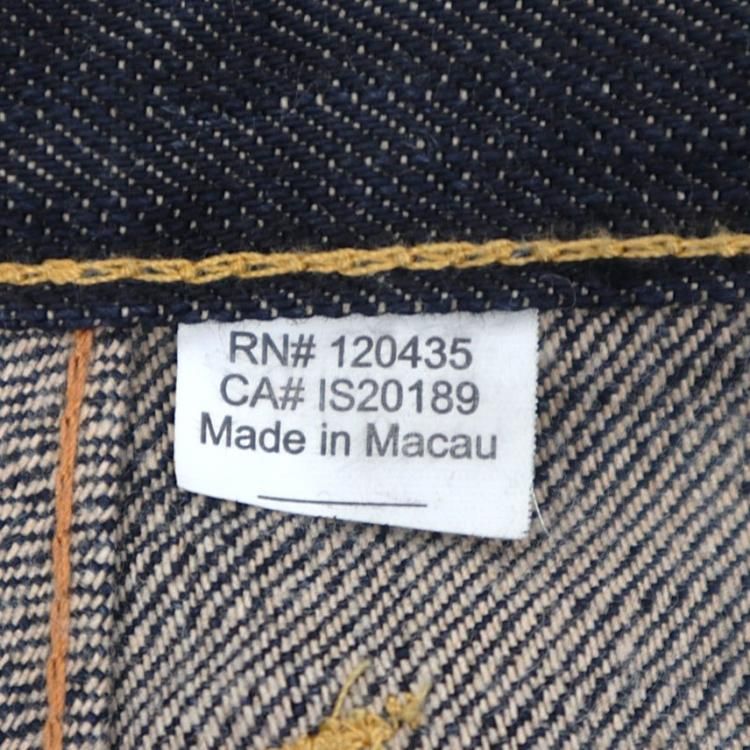 RN# 120435
CA# IS20189
Made in Macau